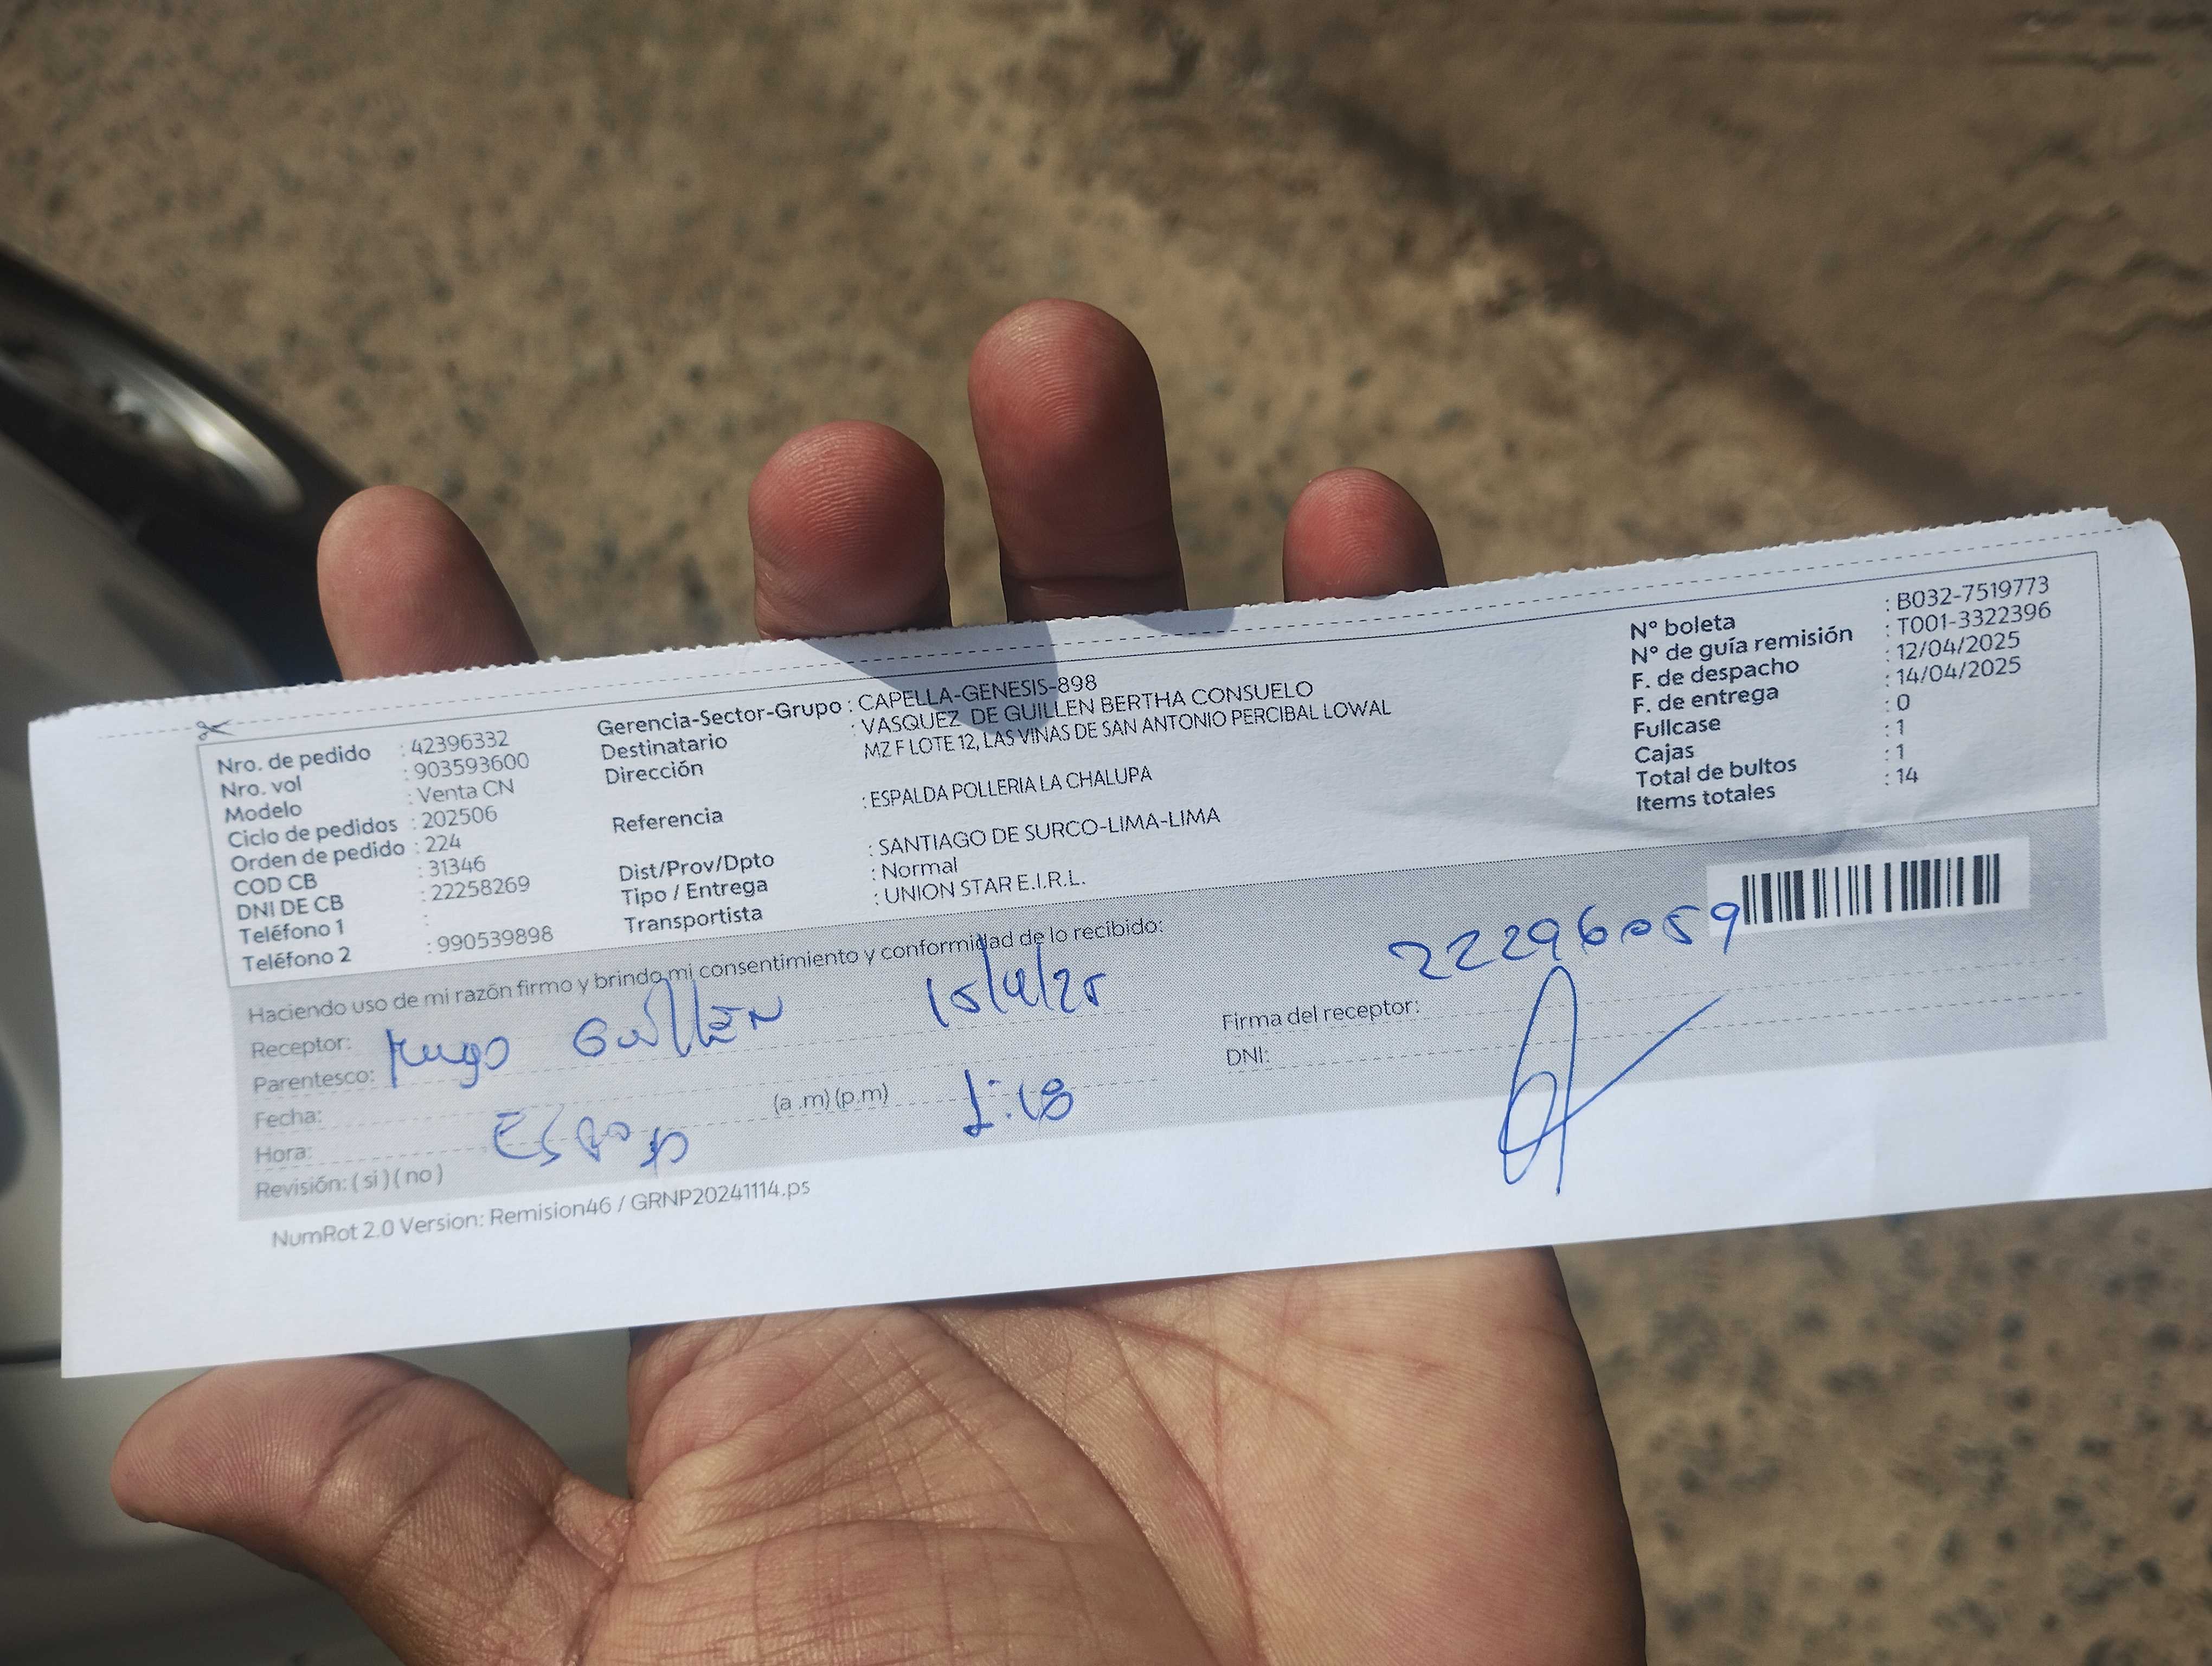 Nro. de pedido : 42396332
Nro. vol : 903593600
Modelo : Venta CN
Ciclo de pedidos : 202506
Orden de pedido : 224
COD CB : 31346
DNI DE CB : 22258269
Teléfono 1 :
Teléfono 2 : 990539898
Gerencia-Sector-Grupo : CAPELLA-GENESIS-898
Destinatario : VASQUEZ DE GUILLEN BERTHA CONSUELO
Dirección MZ F LOTE 12, LAS VINAS DE SAN ANTONIO PERCIBAL LOWAL
Referencia : ESPALDA POLLERIA LA CHALUPA
Dist/Prov/Dpto : SANTIAGO DE SURCO-LIMA-LIMA
Tipo / Entrega : Normal
Transportista : UNION STAR E.I.R.L.
N° boleta : B032-7519773
N° de guía remisión : T001-3322396
F. de despacho : 12/04/2025
F. de entrega : 14/04/2025
Fullcase : 0
Cajas : 1
Total de bultos : 1
Items totales : 14
Haciendo uso de mi razón firmo y brindo mi consentimiento y conformidad de lo recibido:
Receptor: Hugo Guillén 15/4/25
Parentesco:
Fecha:
Hora: (a .m) (p.m)
Revisión: ( si ) ( no )
22296059
Firma del receptor:
DNI:
NumRot 2.0 Version: Remision46 / GRNP20241114.ps